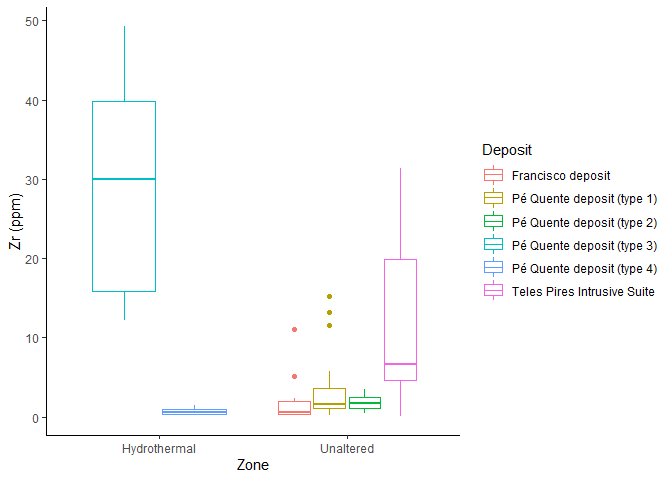 50
40
30
20
10
0
Zr (ppm)
Hydrothermal
Unaltered
Zone
Deposit
Francisco deposit
Pé Quente deposit (type 1)
Pé Quente deposit (type 2)
Pé Quente deposit (type 3)
Pé Quente deposit (type 4)
Teles Pires Intrusive Suite